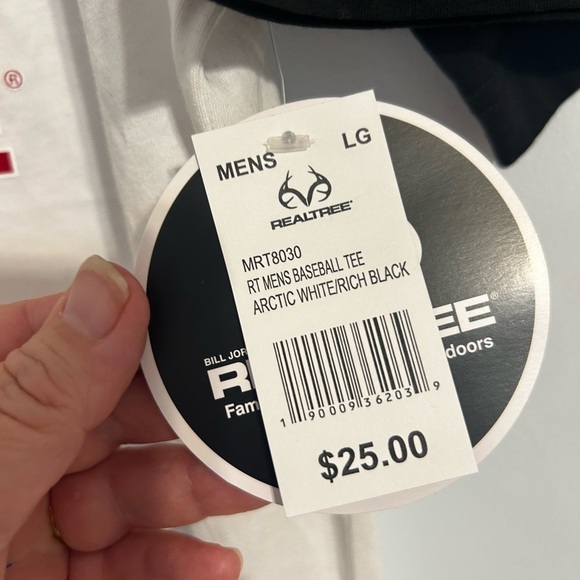 ®
MENS LG
REALTREE®
MRT8030
RT MENS BASEBALL TEE
ARCTIC WHITE/RICH BLACK
BILL JOR
R EE®
Fam doors
1 90009 36203 9
$25.00